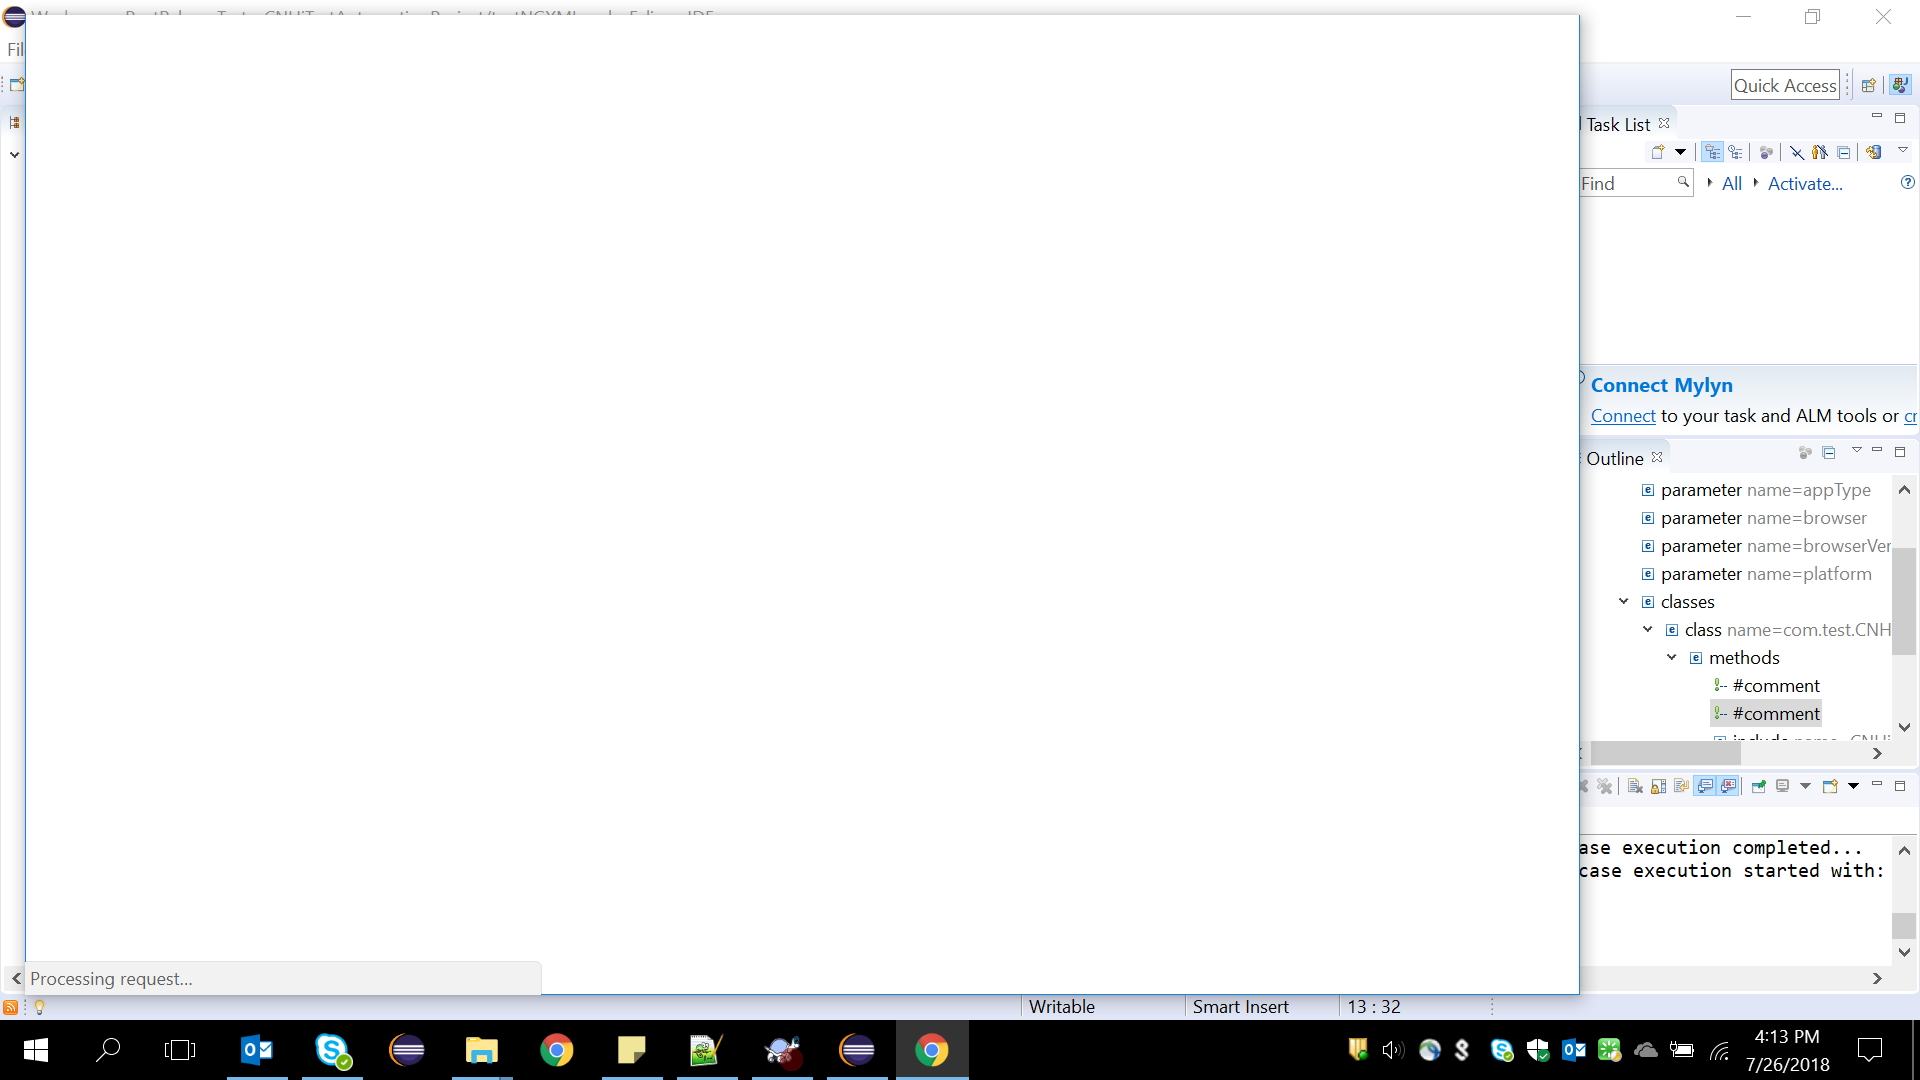 Fil
Quick Access
Task List
Find
All
Activate...
Connect Mylyn
Connect to your task and ALM tools or cr
Outline
parameter name=appType
parameter name=browser
parameter name=browserVer
parameter name=platform
classes
class name=com.test.CNH
methods
#comment
#comment
ase execution completed...
case execution started with:
Processing request...
Writable
Smart Insert
13 : 32
4:13 PM
7/26/2018